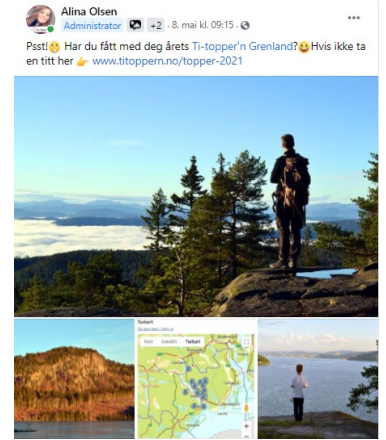 Alina Olsen
Administrator +2 · 8. mai kl. 09:15 ·
Psst!🤫 Har du fått med deg årets Ti-topper'n Grenland?😀Hvis ikke ta
en titt her 👉 www.titoppern.no/topper-2021
Turkart
Kart Satellitt Turkart